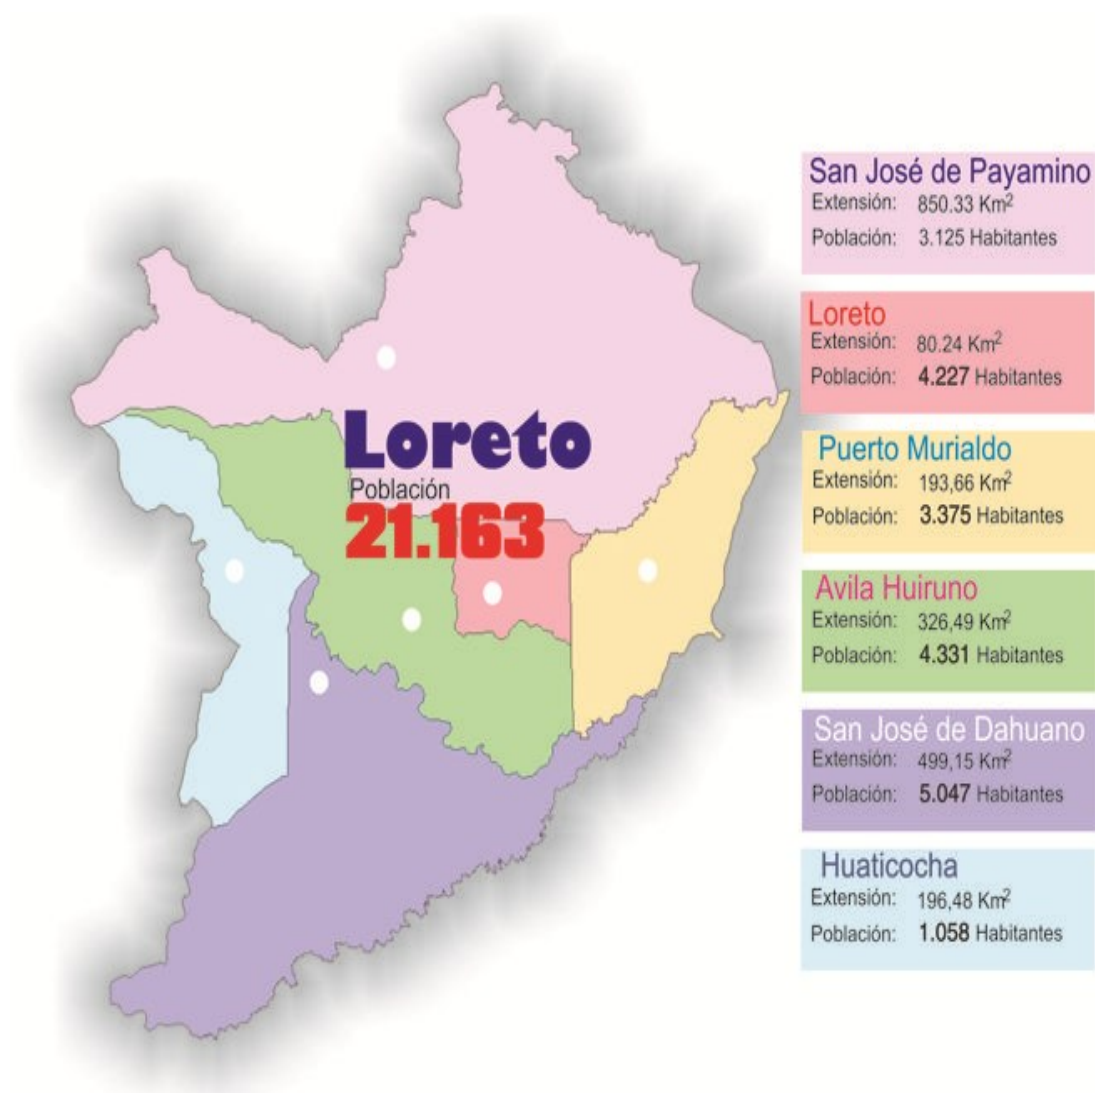 Loreto
Población
21.163
San José de Payamino
Extensión: 850.33 Km²
Población: 3.125 Habitantes
Loreto
Extensión: 80.24 Km²
Población: 4.227 Habitantes
Puerto Murialdo
Extensión: 193,66 Km²
Población: 3.375 Habitantes
Avila Huiruno
Extensión: 326,49 Km²
Población: 4.331 Habitantes
San José de Dahuano
Extensión: 499,15 Km²
Población: 5.047 Habitantes
Huaticocha
Extensión: 196,48 Km²
Población: 1.058 Habitantes